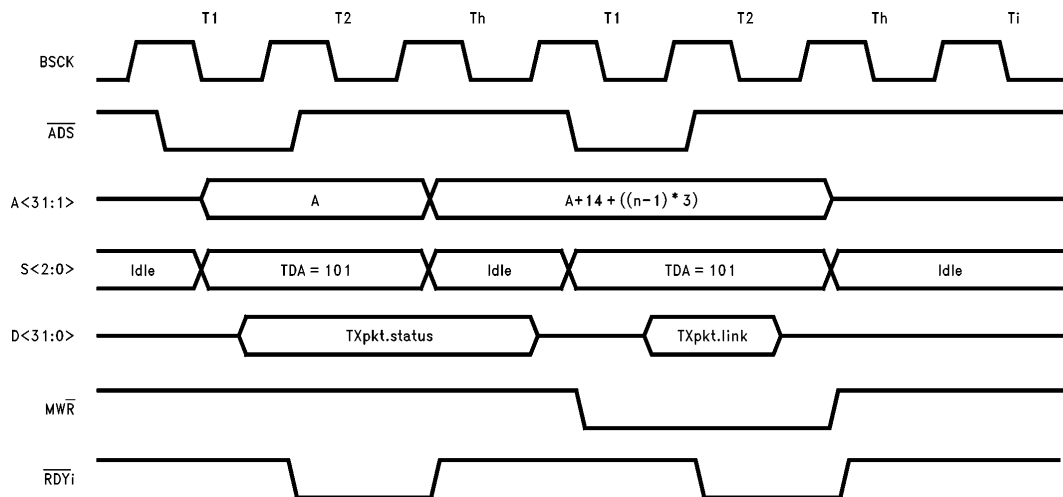 T1 T2 Th T1 T2 Th Ti
BSCK
ADS
A<31:1> A A+14+((n-1)*3)
S<2:0> Idle TDA = 101 Idle TDA = 101 Idle
D<31:0> TXpkt.status TXpkt.link
MWR
RDYi